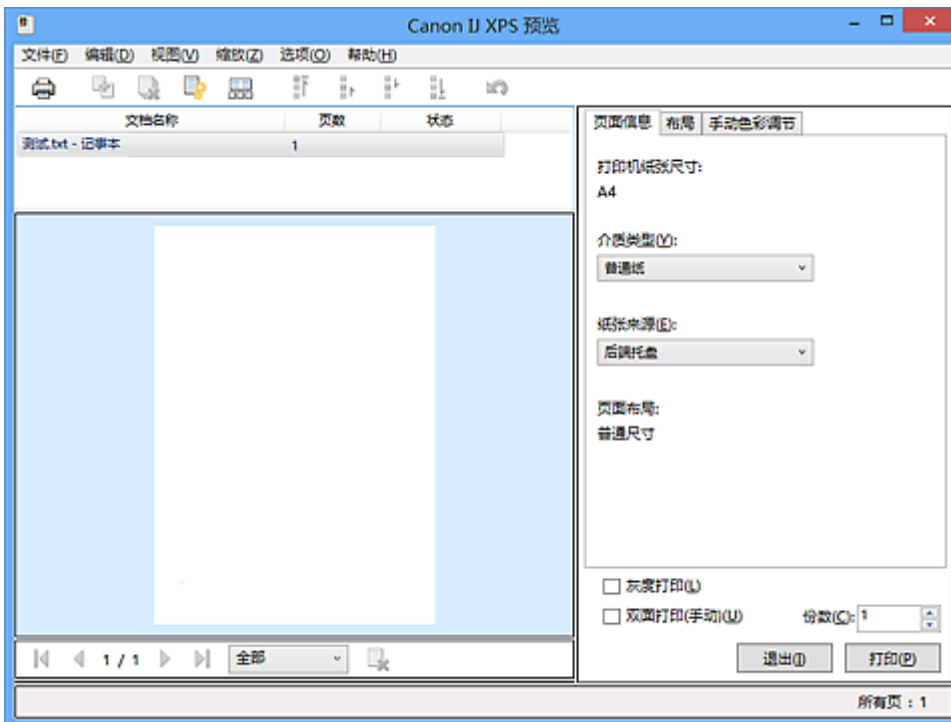 Canon IJ XPS 预览
文件(F) 编辑(D) 视图(V) 缩放(Z) 选项(O) 帮助(H)
文档名称 页数 状态
测试.txt - 记事本 1
页面信息 布局 手动色彩调节
打印机纸张尺寸:
A4
介质类型(Y):
普通纸
纸张来源(E):
后端托盘
页面布局:
普通尺寸
灰度打印(L)
双面打印(手动)(U) 份数(C): 1
1 / 1 全部
退出(I) 打印(P)
所有页：1